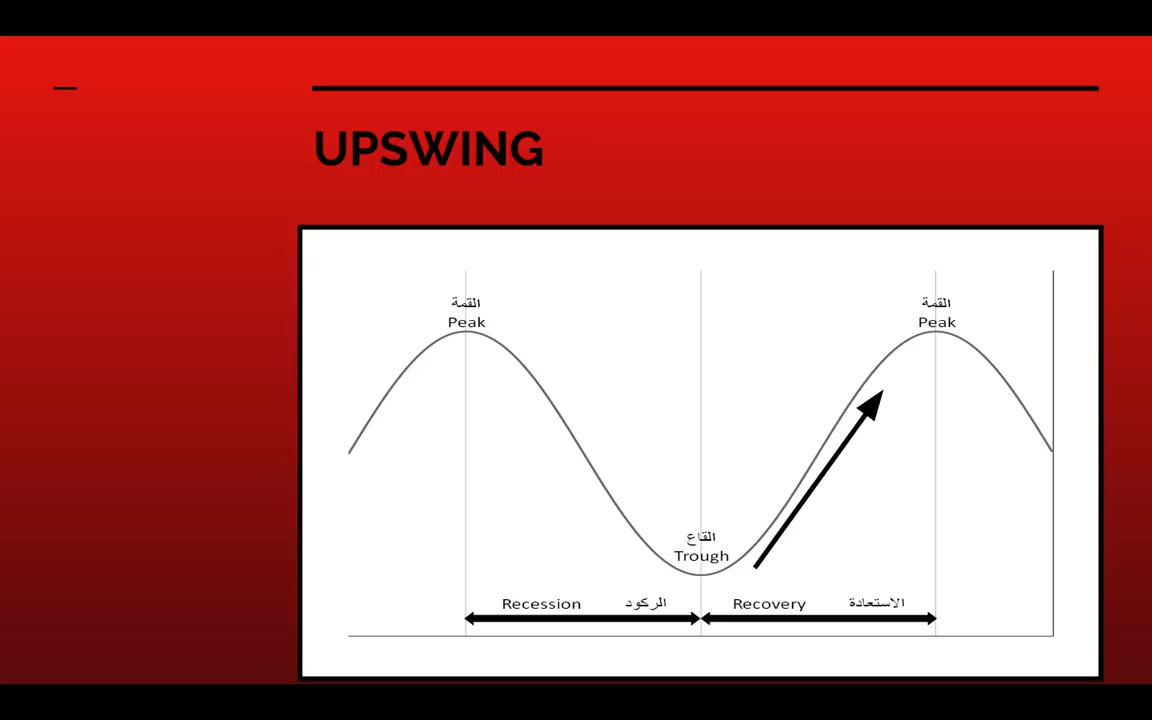 UPSWING
القمة
Peak
القمة
Peak
القاع
Trough
Recession الركود
Recovery الاستعادة